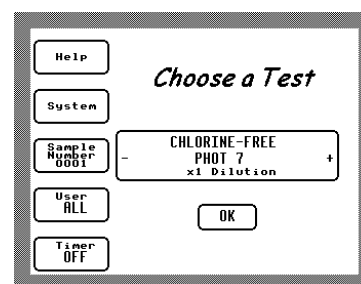 Help
System
Sample
Number
0001
User
ALL
Timer
OFF
Choose a Test
CHLORINE-FREE
- PHOT 7 +
x1 Dilution
OK